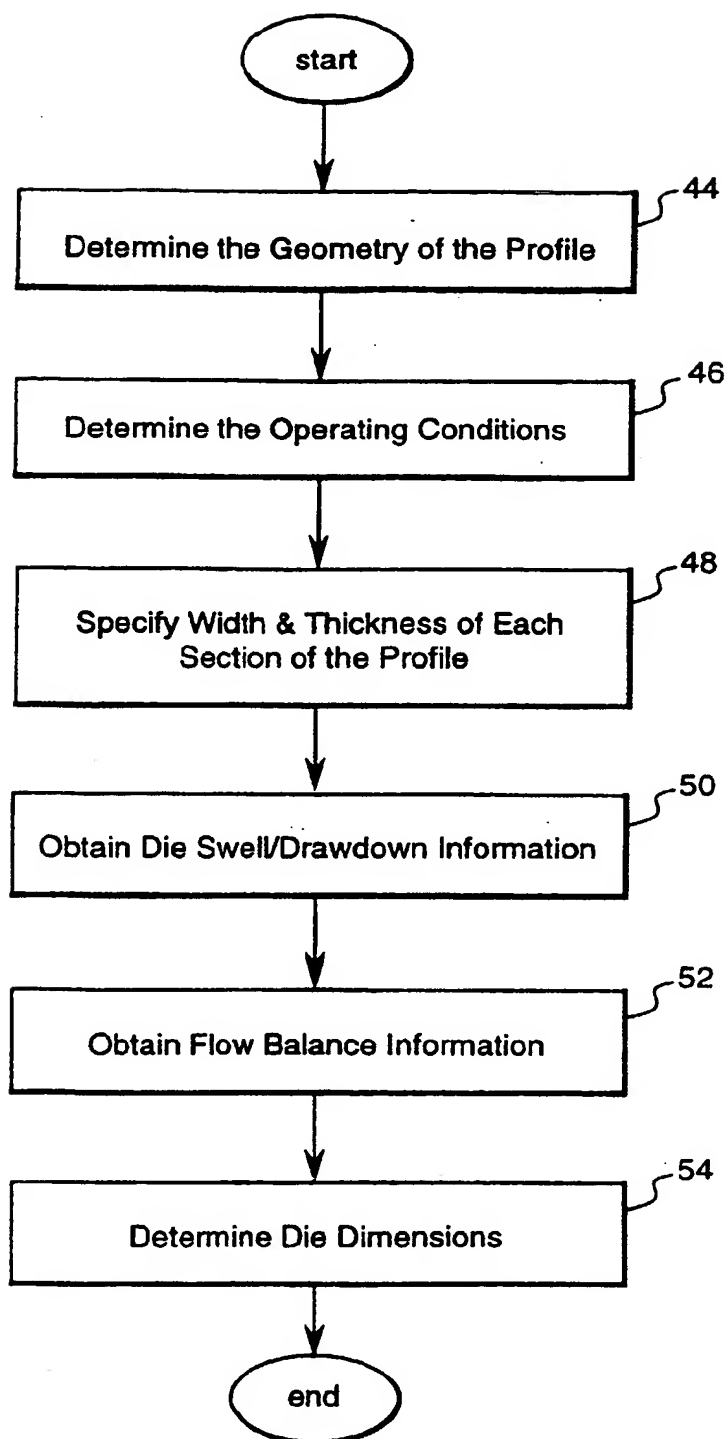 start
44
Determine the Geometry of the Profile
46
Determine the Operating Conditions
48
Specify Width & Thickness of Each
Section of the Profile
50
Obtain Die Swell/Drawdown Information
52
Obtain Flow Balance Information
54
Determine Die Dimensions
end